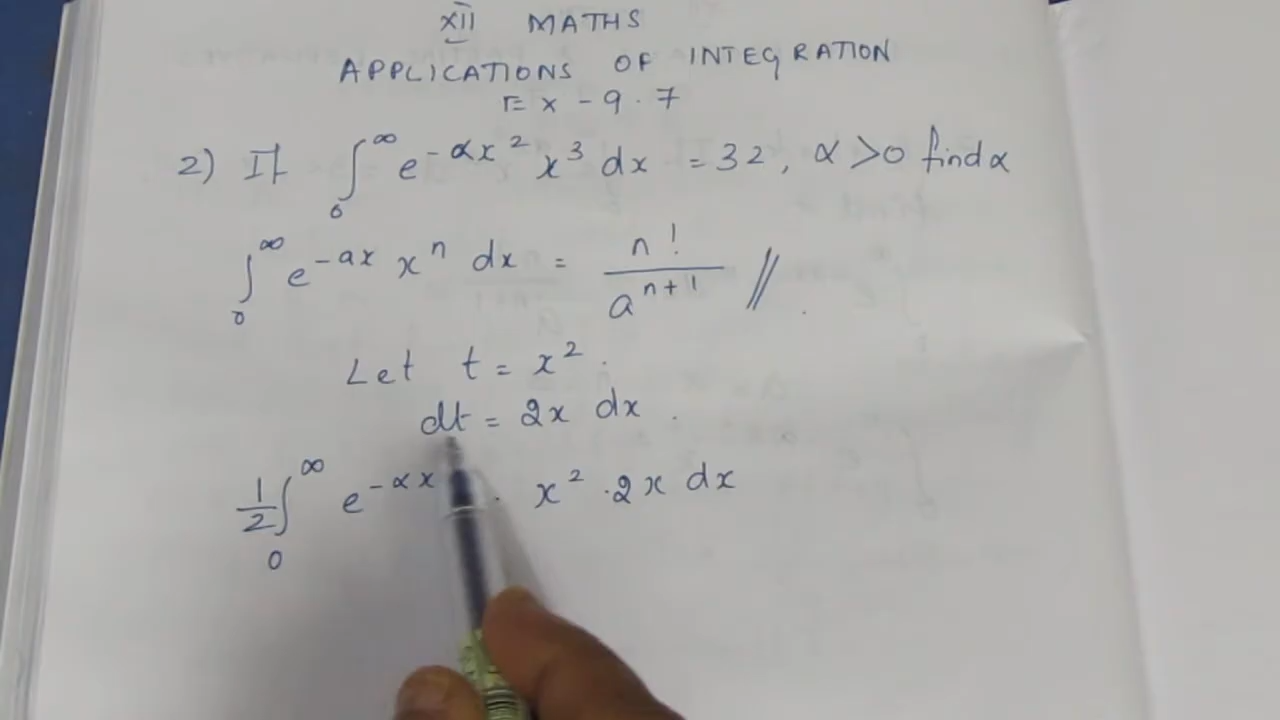 XII MATHS
APPLICATIONS OF INTEGRATION
Ex - 9.7
2) If ∫₀^∞ e^(-αx²) x³ dx = 32, α > 0 find α
∫₀^∞ e^(-ax) xⁿ dx = n! / a^(n+1) //
Let t = x².
dt = 2x dx.
1/2 ∫₀^∞ e^(-αx) . x² . 2x dx